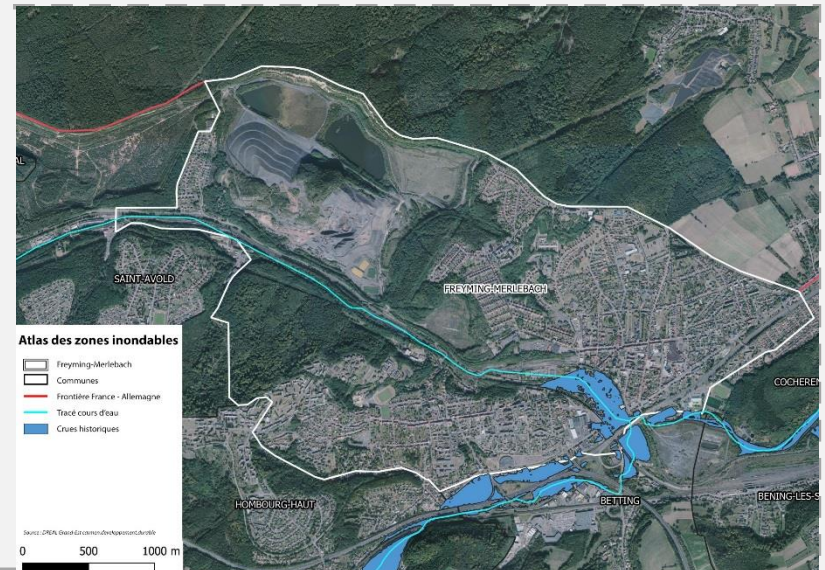 AL
SAINT-AVOLD
FREYMING-MERLEBACH
COCHEREN
HOMBOURG-HAUT
BETTING
BENING-LES-S
Atlas des zones inondables
Freyming-Merlebach
Communes
Frontière France - Allemagne
Tracé cours d'eau
Crues historiques
0 500 1000 m